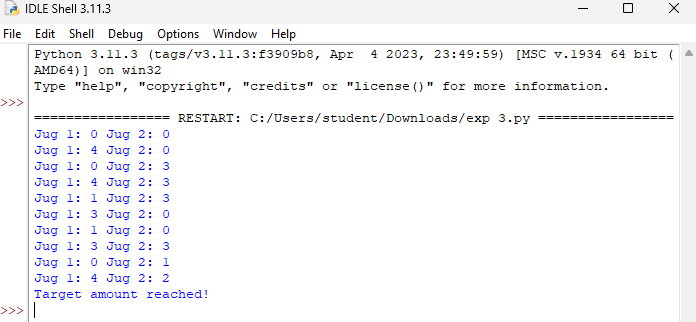 IDLE Shell 3.11.3
File Edit Shell Debug Options Window Help
Python 3.11.3 (tags/v3.11.3:f3909b8, Apr  4 2023, 23:49:59) [MSC v.1934 64 bit (
AMD64)] on win32
Type "help", "copyright", "credits" or "license()" for more information.
>>>
================= RESTART: C:/Users/student/Downloads/exp 3.py =================
Jug 1: 0 Jug 2: 0
Jug 1: 4 Jug 2: 0
Jug 1: 0 Jug 2: 3
Jug 1: 4 Jug 2: 3
Jug 1: 1 Jug 2: 3
Jug 1: 3 Jug 2: 0
Jug 1: 1 Jug 2: 0
Jug 1: 3 Jug 2: 3
Jug 1: 0 Jug 2: 1
Jug 1: 4 Jug 2: 2
Target amount reached!
>>>